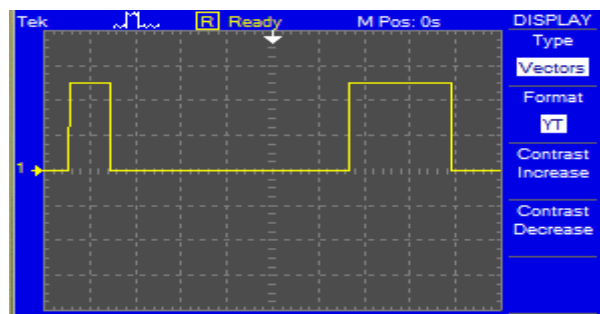 Tek R Ready M Pos: 0s DISPLAY
Type
Vectors
Format
YT
1
Contrast
Increase
Contrast
Decrease